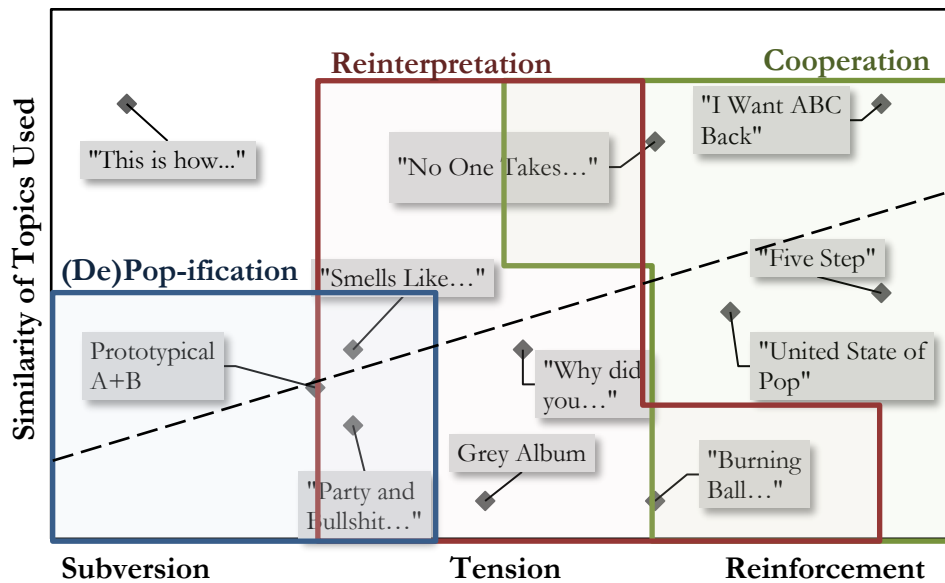 Similarity of Topics Used
Reinterpretation
Cooperation
"This is how..."
"No One Takes…"
"I Want ABC
Back"
(De)Pop-ification
"Smells Like…"
"Five Step"
Prototypical
A+B
"Why did
you…"
"United State of
Pop"
"Party and
Bullshit…"
Grey Album
"Burning
Ball…"
Subversion
Tension
Reinforcement